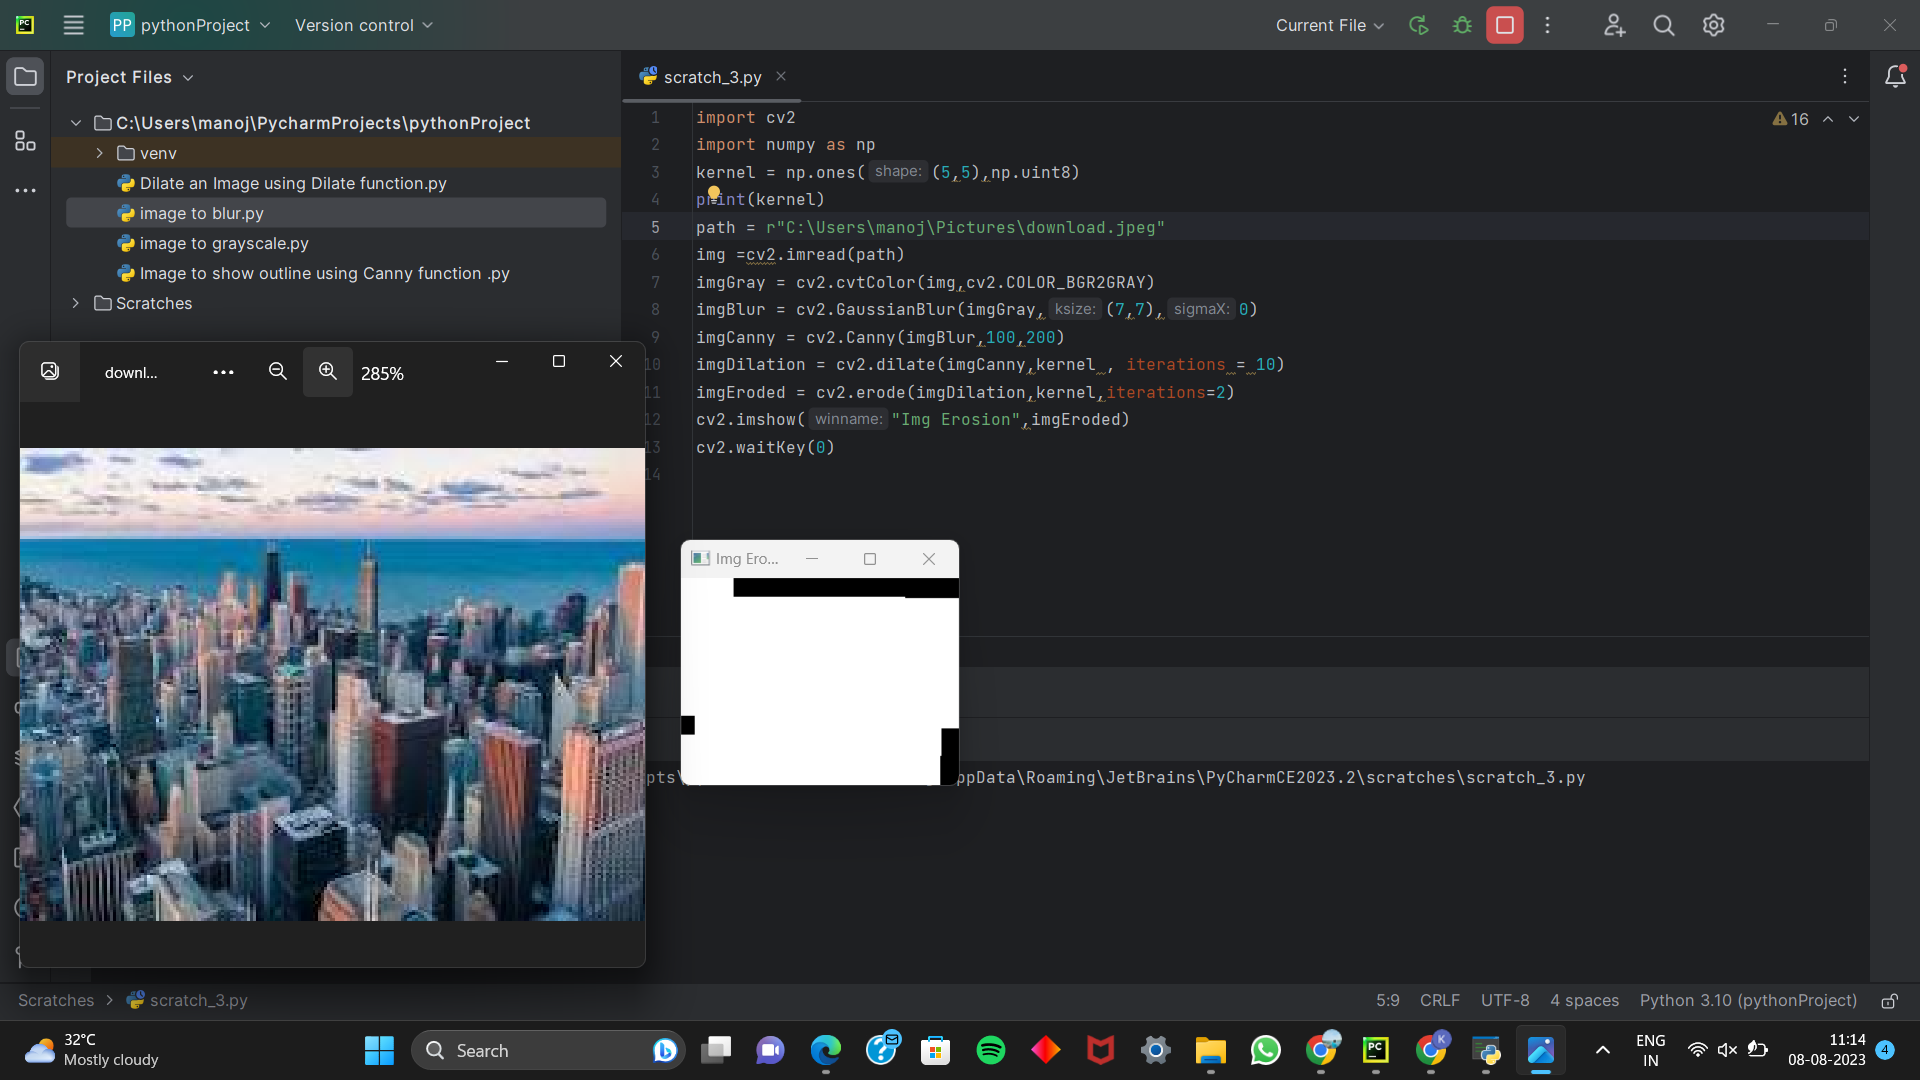 PP pythonProject Version control Current File
Project Files
C:\Users\manoj\PycharmProjects\pythonProject
venv
Dilate an Image using Dilate function.py
image to blur.py
image to grayscale.py
Image to show outline using Canny function .py
Scratches
scratch_3.py
16
1 import cv2
2 import numpy as np
3 kernel = np.ones( shape: (5,5),np.uint8)
4 print(kernel)
5 path = r"C:\Users\manoj\Pictures\download.jpeg"
6 img =cv2.imread(path)
7 imgGray = cv2.cvtColor(img,cv2.COLOR_BGR2GRAY)
8 imgBlur = cv2.GaussianBlur(imgGray, ksize: (7,7), sigmaX: 0)
9 imgCanny = cv2.Canny(imgBlur,100,200)
10 imgDilation = cv2.dilate(imgCanny,kernel , iterations = 10)
11 imgEroded = cv2.erode(imgDilation,kernel,iterations=2)
12 cv2.imshow( winname: "Img Erosion",imgEroded)
13 cv2.waitKey(0)
14
downl... 285%
Img Ero...
pts\
ppData\Roaming\JetBrains\PyCharmCE2023.2\scratches\scratch_3.py
Scratches > scratch_3.py 5:9 CRLF UTF-8 4 spaces Python 3.10 (pythonProject)
32°C
Mostly cloudy
Search
ENG
IN
11:14
08-08-2023
4